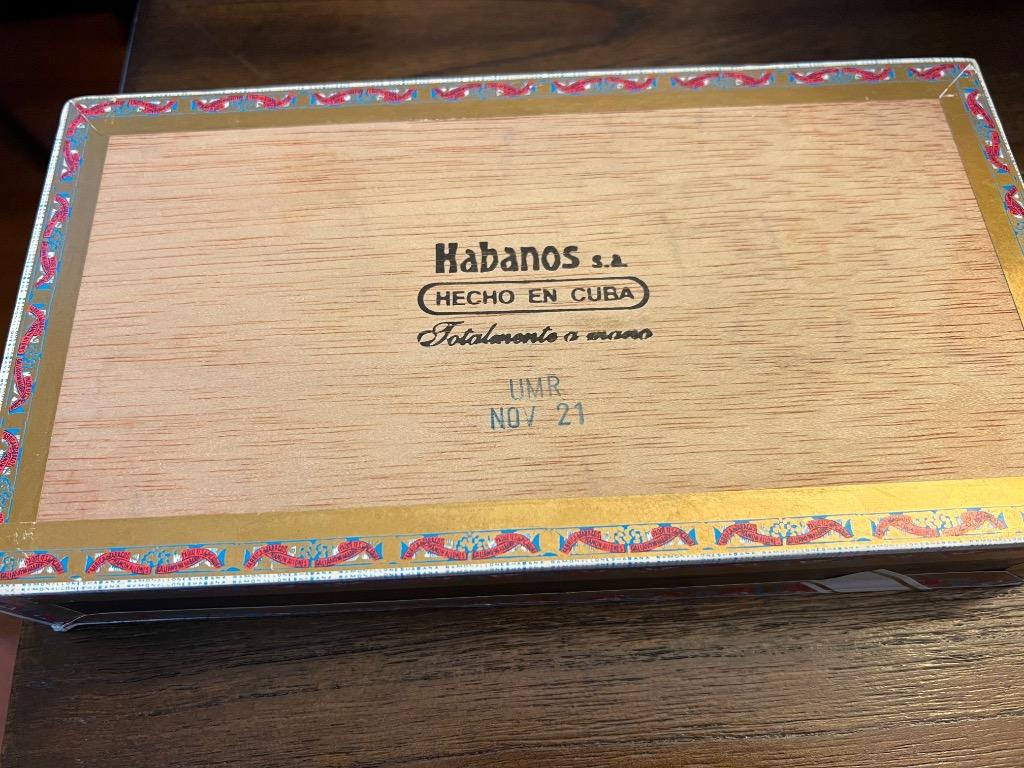 Habanos s.a.
HECHO EN CUBA
Totalmente a mano
UMR
NOV 21